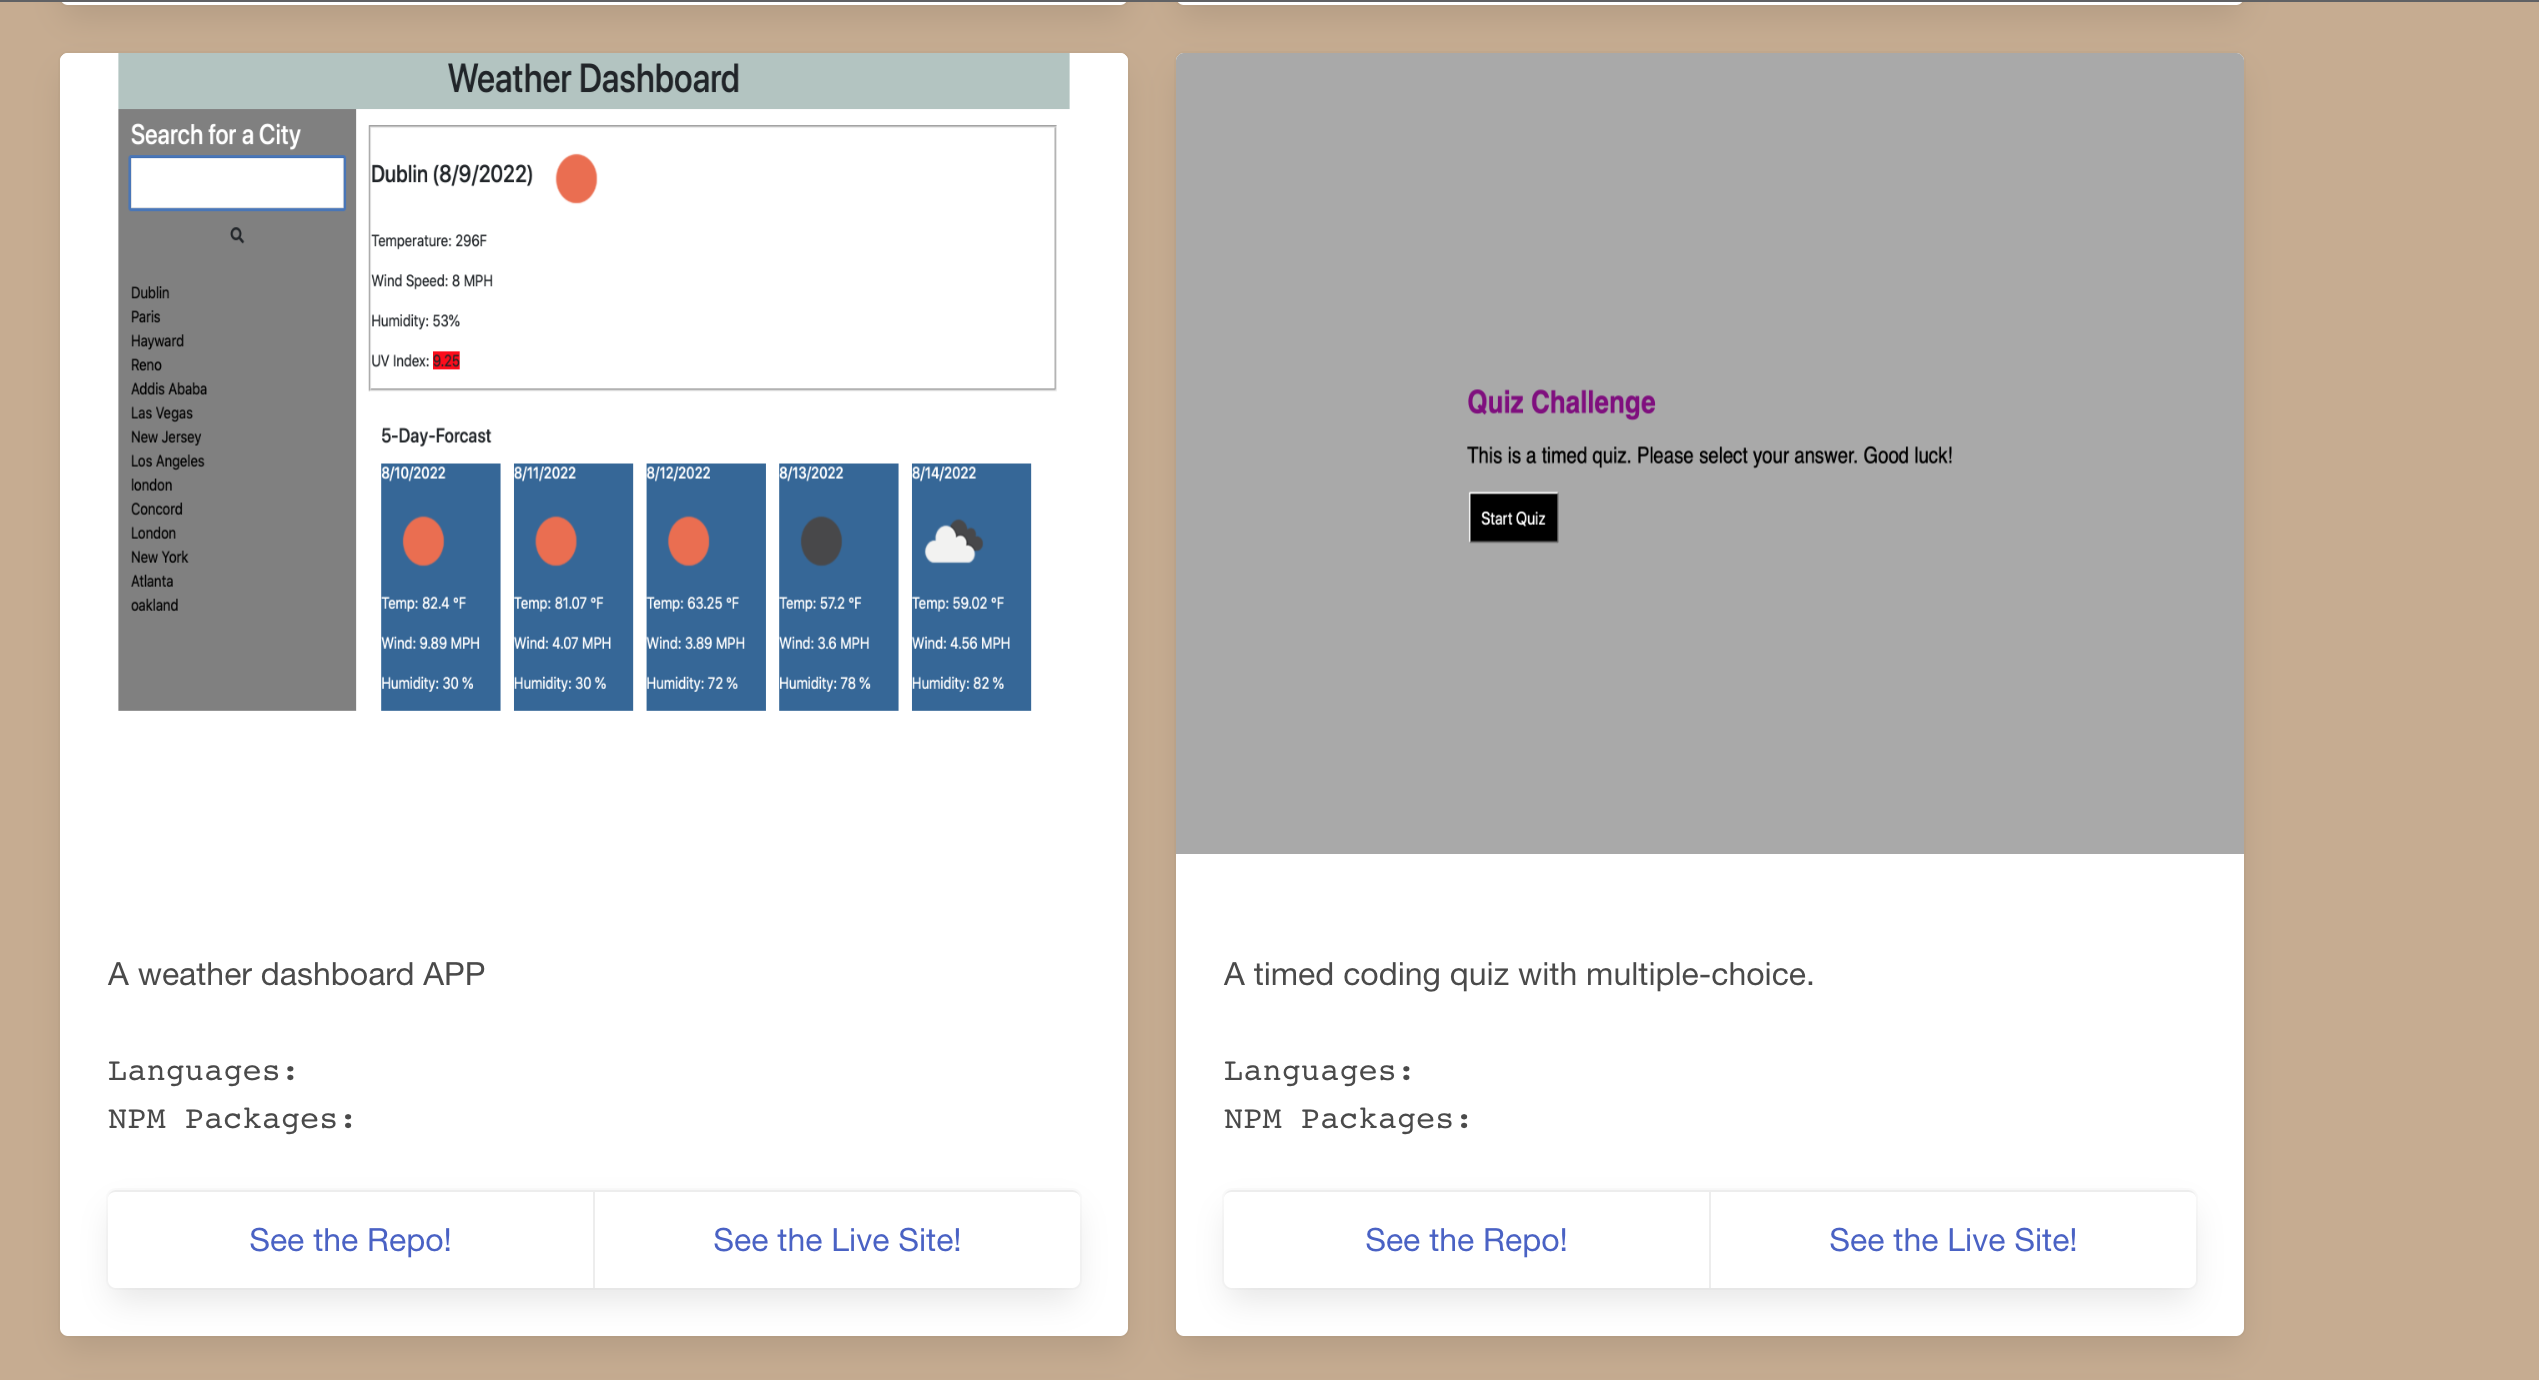 Weather Dashboard
Search for a City
Dublin
Paris
Hayward
Reno
Addis Ababa
Las Vegas
New Jersey
Los Angeles
london
Concord
London
New York
Atlanta
oakland
Dublin (8/9/2022)
Temperature: 296F
Wind Speed: 8 MPH
Humidity: 53%
UV Index: 9.25
5-Day-Forcast
8/10/2022
Temp: 82.4 °F
Wind: 9.89 MPH
Humidity: 30 %
8/11/2022
Temp: 81.07 °F
Wind: 4.07 MPH
Humidity: 30 %
8/12/2022
Temp: 63.25 °F
Wind: 3.89 MPH
Humidity: 72 %
8/13/2022
Temp: 57.2 °F
Wind: 3.6 MPH
Humidity: 78 %
8/14/2022
Temp: 59.02 °F
Wind: 4.56 MPH
Humidity: 82 %
A weather dashboard APP
Languages:
NPM Packages:
See the Repo!
See the Live Site!
Quiz Challenge
This is a timed quiz. Please select your answer. Good luck!
Start Quiz
A timed coding quiz with multiple-choice.
Languages:
NPM Packages:
See the Repo!
See the Live Site!